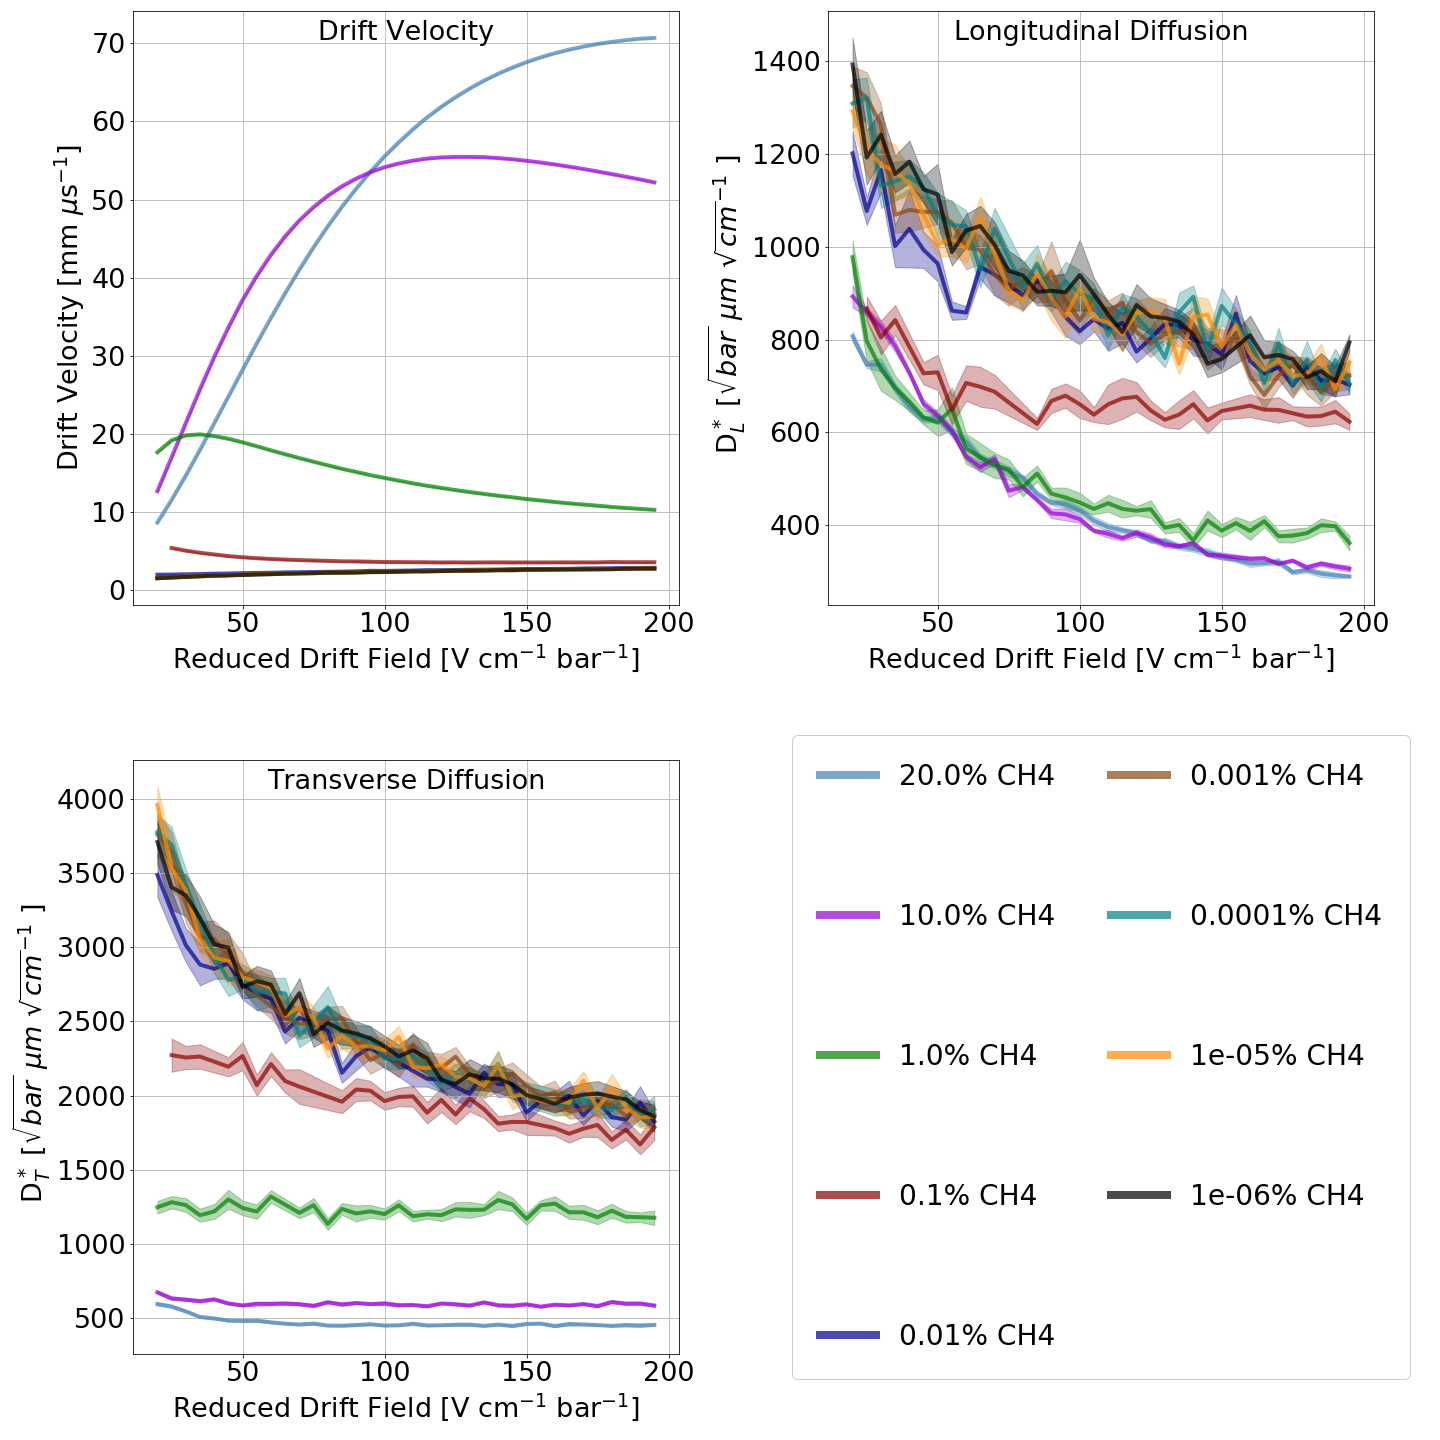 Drift Velocity
Drift Velocity [mm μs⁻¹]
70
60
50
40
30
20
10
0
50 100 150 200
Reduced Drift Field [V cm⁻¹ bar⁻¹]
Longitudinal Diffusion
D*L [√bar μm √cm⁻¹ ]
1400
1200
1000
800
600
400
50 100 150 200
Reduced Drift Field [V cm⁻¹ bar⁻¹]
Transverse Diffusion
D*T [√bar μm √cm⁻¹ ]
4000
3500
3000
2500
2000
1500
1000
500
50 100 150 200
Reduced Drift Field [V cm⁻¹ bar⁻¹]
20.0% CH4
10.0% CH4
1.0% CH4
0.1% CH4
0.01% CH4
0.001% CH4
0.0001% CH4
1e-05% CH4
1e-06% CH4